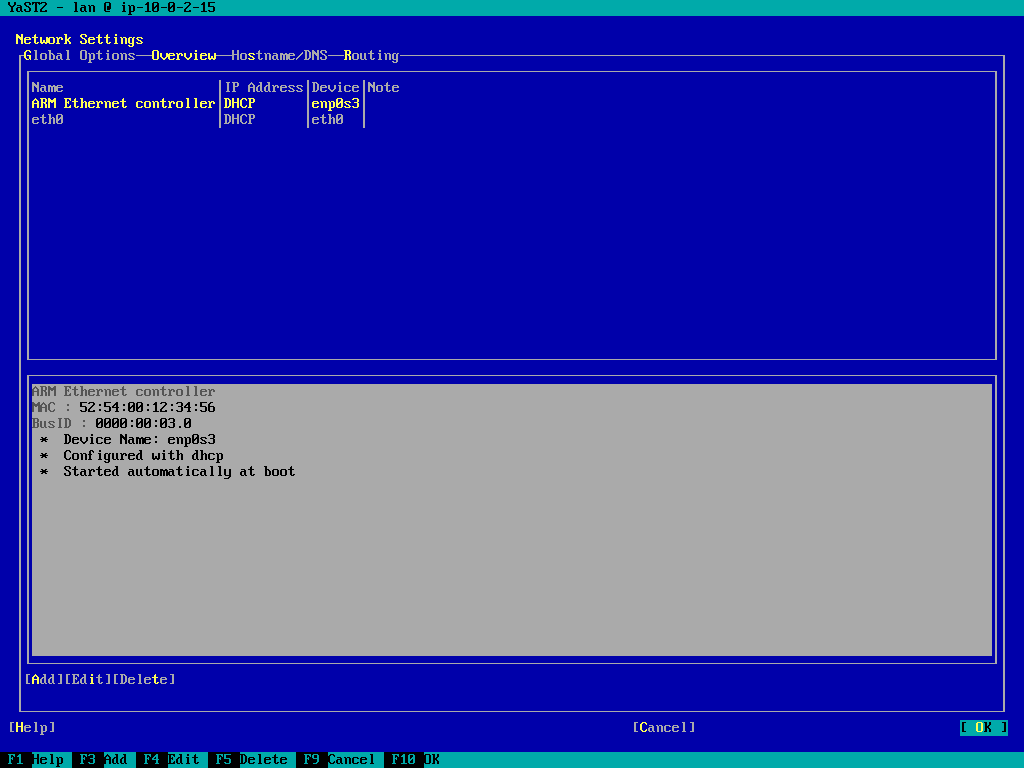 YaST2 - lan @ ip-10-0-2-15
Network Settings
Global Options Overview Hostname/DNS Routing
Name IP Address Device Note
ARM Ethernet controller DHCP enp0s3
eth0 DHCP eth0
ARM Ethernet controller
MAC : 52:54:00:12:34:56
BusID : 0000:00:03.0
* Device Name: enp0s3
* Configured with dhcp
* Started automatically at boot
[Add][Edit][Delete]
[Help] [Cancel] [ OK ]
F1 Help F3 Add F4 Edit F5 Delete F9 Cancel F10 OK